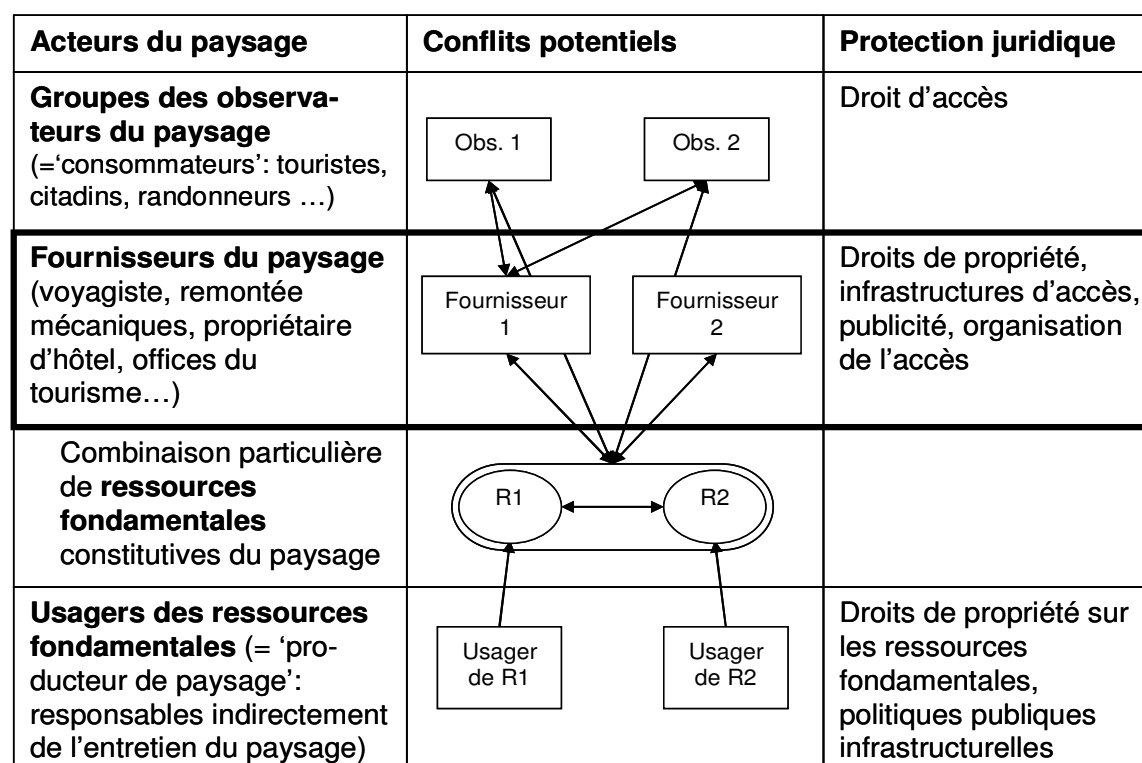 Acteurs du paysage
Conflits potentiels
Protection juridique
Groupes des observa-
teurs du paysage
(=‘consommateurs’: touristes,
citadins, randonneurs …)
Obs. 1
Obs. 2
Droit d’accès
Fournisseurs du paysage
(voyagiste, remontée
mécaniques, propriétaire
d’hôtel, offices du
tourisme…)
Fournisseur
1
Fournisseur
2
Droits de propriété,
infrastructures d’accès,
publicité, organisation
de l’accès
Combinaison particulière
de ressources
fondamentales
constitutives du paysage
R1
R2
Usagers des ressources
fondamentales (= ‘pro-
ducteur de paysage’:
responsables indirectement
de l’entretien du paysage)
Usager
de R1
Usager
de R2
Droits de propriété sur
les ressources
fondamentales,
politiques publiques
infrastructurelles